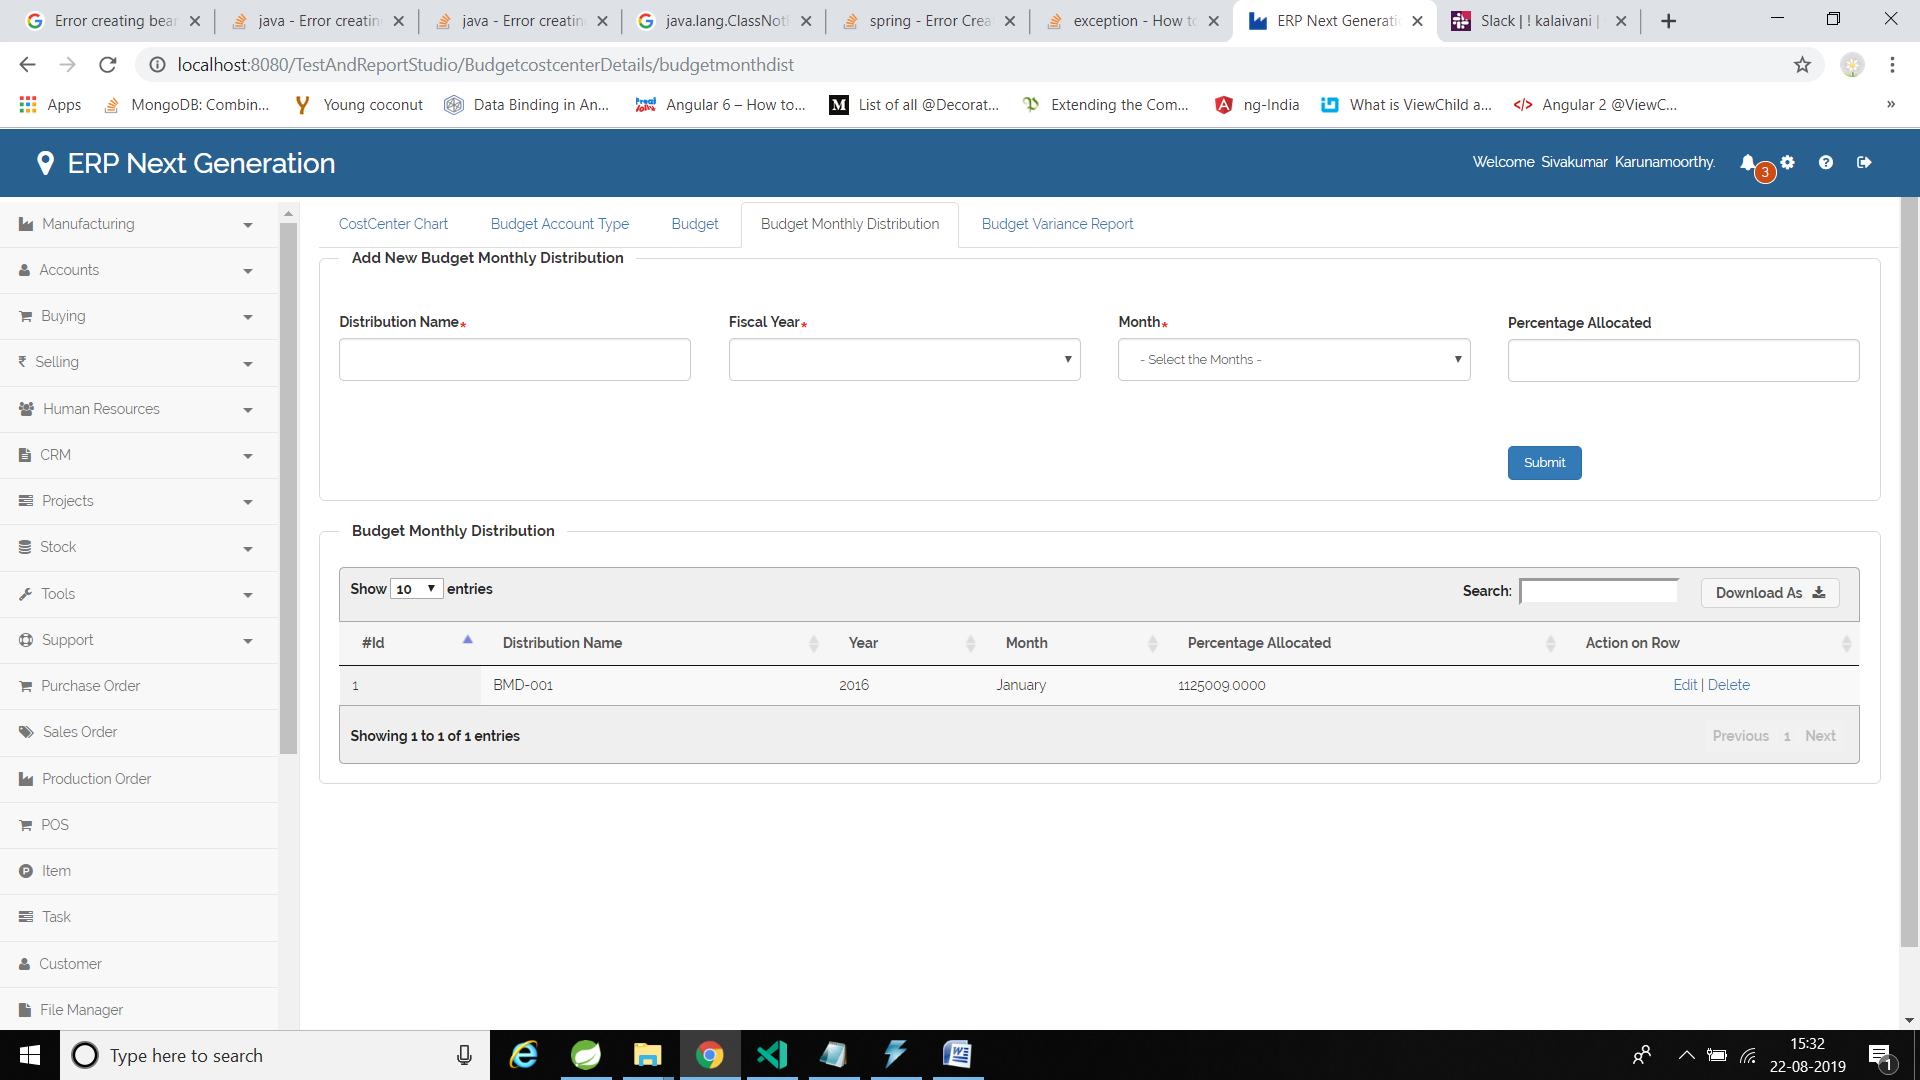 Error creating bear
java - Error creatin
java - Error creatin
java.lang.ClassNotF
spring - Error Crea
exception - How to
ERP Next Generatio
Slack | ! kalaivani |
localhost:8080/TestAndReportStudio/BudgetcostcenterDetails/budgetmonthdist
Apps
MongoDB: Combin...
Young coconut
Data Binding in An...
Angular 6 – How to...
List of all @Decorat...
Extending the Com...
ng-India
What is ViewChild a...
Angular 2 @ViewC...
»
ERP Next Generation
Welcome Sivakumar Karunamoorthy.
3
Manufacturing
Accounts
Buying
Selling
Human Resources
CRM
Projects
Stock
Tools
Support
Purchase Order
Sales Order
Production Order
POS
Item
Task
Customer
File Manager
CostCenter Chart
Budget Account Type
Budget
Budget Monthly Distribution
Budget Variance Report
Add New Budget Monthly Distribution
Distribution Name*
Fiscal Year*
Month*
Percentage Allocated
- Select the Months -
Submit
Budget Monthly Distribution
Show 10 entries
Search:
Download As
#Id Distribution Name Year Month Percentage Allocated Action on Row
1 BMD-001 2016 January 1125009.0000 Edit | Delete
Showing 1 to 1 of 1 entries
Previous 1 Next
Type here to search
15:32
22-08-2019
1